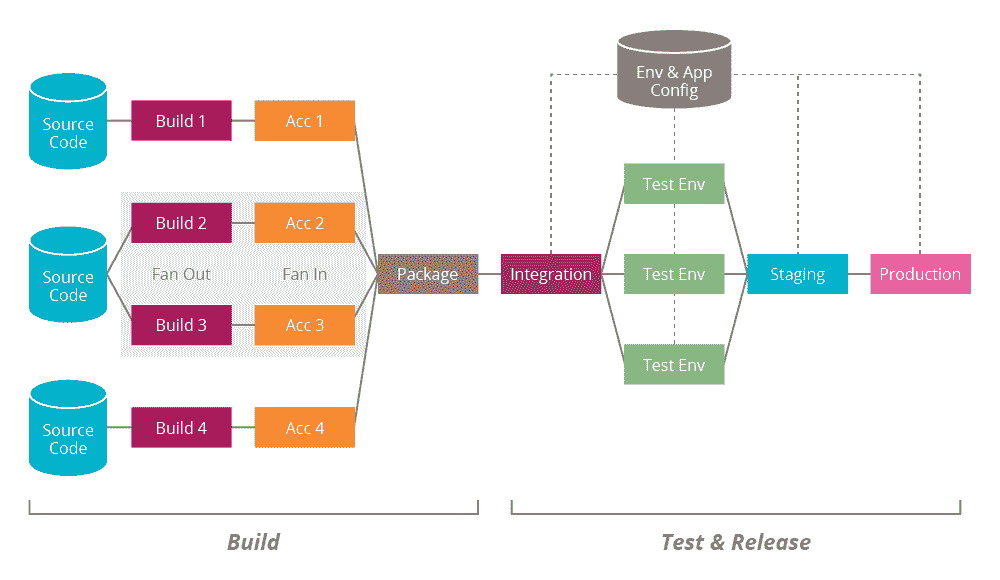 Env & App
Config
Source
Code
Build 1
Acc 1
Test Env
Source
Code
Build 2
Acc 2
Fan Out
Fan In
Build 3
Acc 3
Package
Integration
Test Env
Staging
Production
Test Env
Source
Code
Build 4
Acc 4
Build
Test & Release